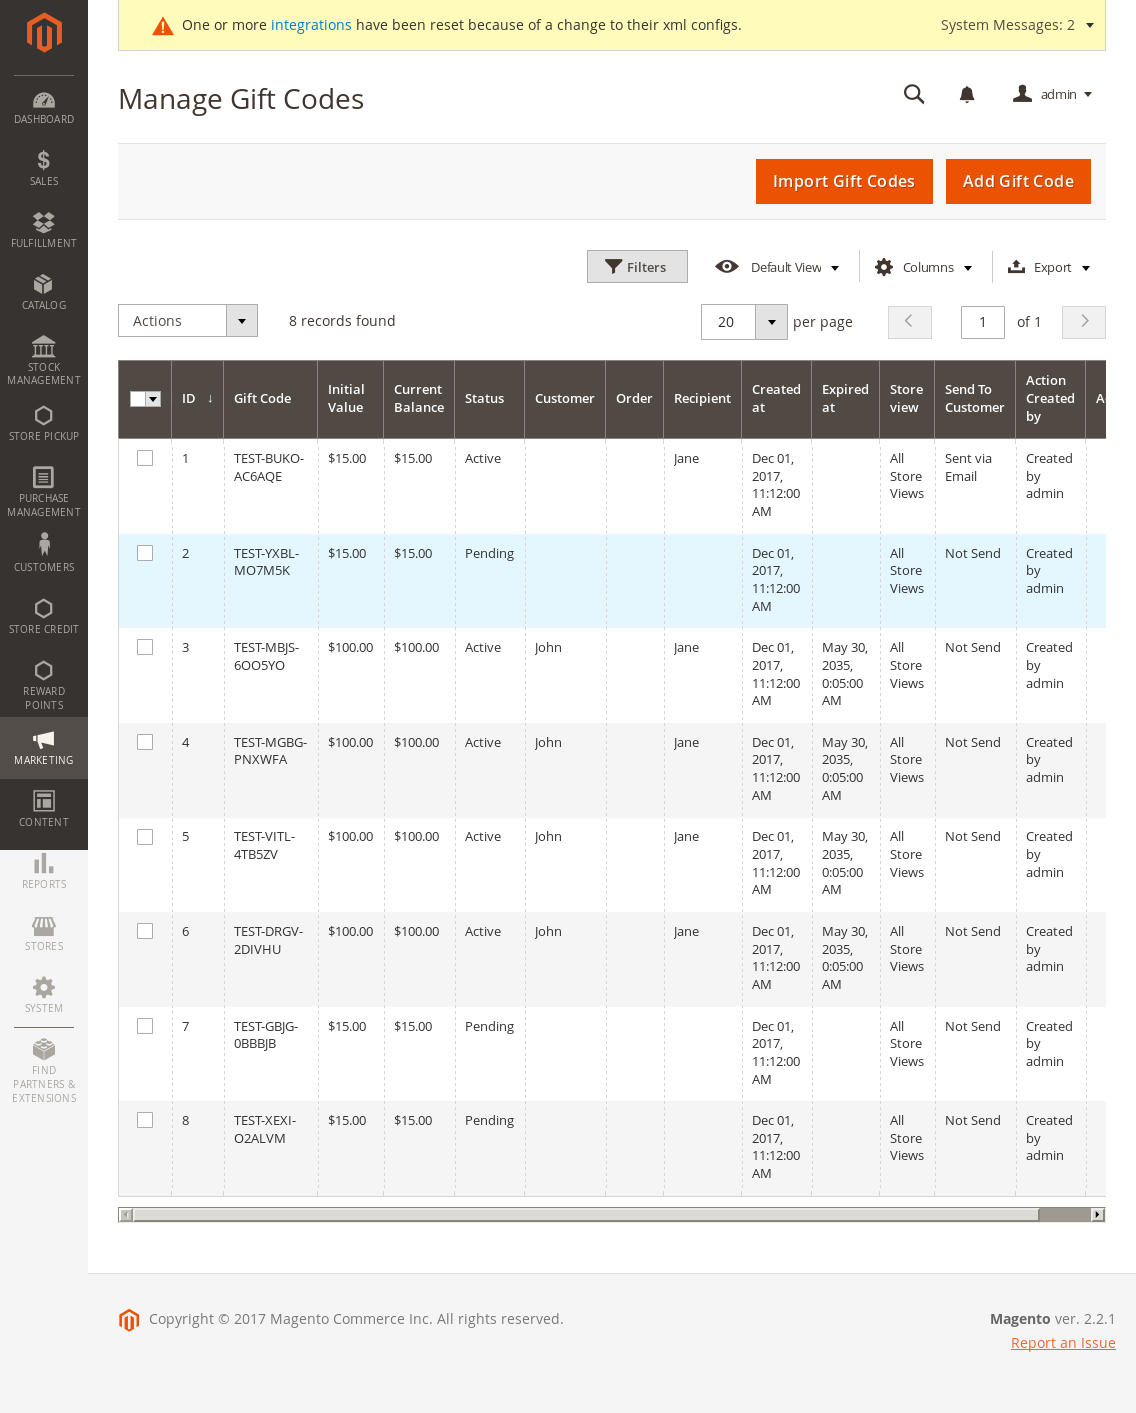 One or more integrations have been reset because of a change to their xml configs.
System Messages: 2
Manage Gift Codes
admin
DASHBOARD
SALES
FULFILLMENT
CATALOG
STOCK
MANAGEMENT
STORE PICKUP
PURCHASE
MANAGEMENT
CUSTOMERS
STORE CREDIT
REWARD
POINTS
MARKETING
CONTENT
REPORTS
STORES
SYSTEM
FIND
PARTNERS &
EXTENSIONS
Import Gift Codes
Add Gift Code
Filters
Default View
Columns
Export
Actions
8 records found
20
per page
1
of 1
ID ↓
Gift Code
Initial
Value
Current
Balance
Status
Customer
Order
Recipient
Created
at
Expired
at
Store
view
Send To
Customer
Action
Created
by
1
TEST-BUKO-
AC6AQE
$15.00
$15.00
Active
Jane
Dec 01,
2017,
11:12:00
AM
All
Store
Views
Sent via
Email
Created
by
admin
2
TEST-YXBL-
MO7M5K
$15.00
$15.00
Pending
Dec 01,
2017,
11:12:00
AM
All
Store
Views
Not Send
Created
by
admin
3
TEST-MBJS-
6OO5YO
$100.00
$100.00
Active
John
Jane
Dec 01,
2017,
11:12:00
AM
May 30,
2035,
0:05:00
AM
All
Store
Views
Not Send
Created
by
admin
4
TEST-MGBG-
PNXWFA
$100.00
$100.00
Active
John
Jane
Dec 01,
2017,
11:12:00
AM
May 30,
2035,
0:05:00
AM
All
Store
Views
Not Send
Created
by
admin
5
TEST-VITL-
4TB5ZV
$100.00
$100.00
Active
John
Jane
Dec 01,
2017,
11:12:00
AM
May 30,
2035,
0:05:00
AM
All
Store
Views
Not Send
Created
by
admin
6
TEST-DRGV-
2DIVHU
$100.00
$100.00
Active
John
Jane
Dec 01,
2017,
11:12:00
AM
May 30,
2035,
0:05:00
AM
All
Store
Views
Not Send
Created
by
admin
7
TEST-GBJG-
0BBBJB
$15.00
$15.00
Pending
Dec 01,
2017,
11:12:00
AM
All
Store
Views
Not Send
Created
by
admin
8
TEST-XEXI-
O2ALVM
$15.00
$15.00
Pending
Dec 01,
2017,
11:12:00
AM
All
Store
Views
Not Send
Created
by
admin
Copyright © 2017 Magento Commerce Inc. All rights reserved.
Magento ver. 2.2.1
Report an Issue